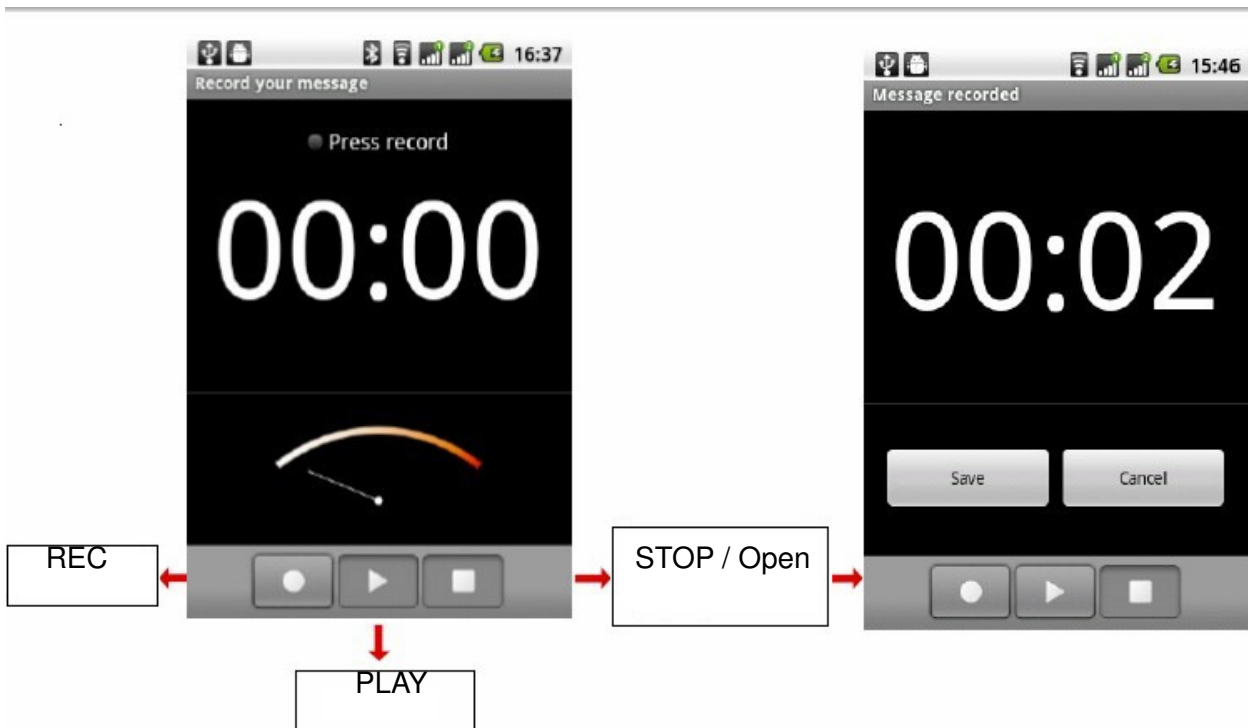 16:37
Record your message
Press record
00:00
REC
PLAY
STOP / Open
15:46
Message recorded
00:02
Save Cancel